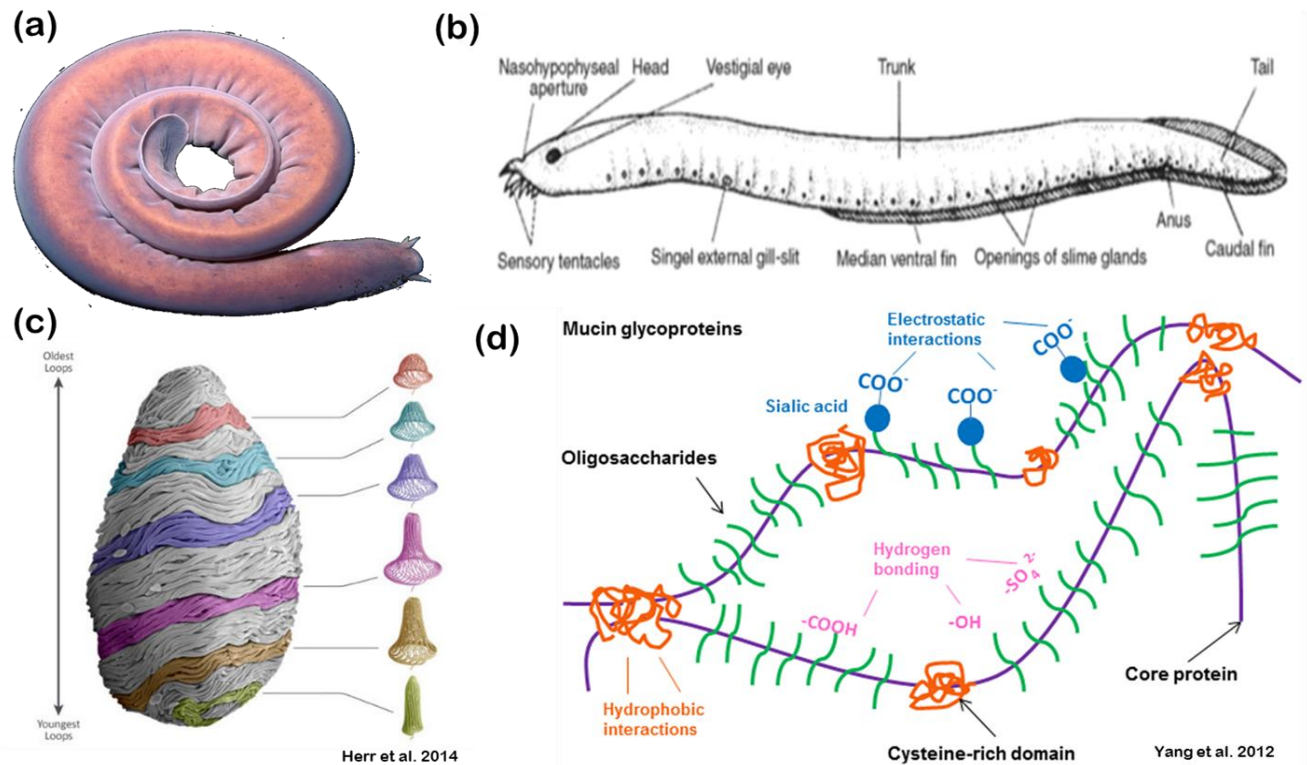 (a)
(b)
Nasohypophyseal
aperture
Head
Vestigial eye
Trunk
Tail
Sensory tentacles
Singel external gill-slit
Median ventral fin
Openings of slime glands
Anus
Caudal fin
(c)
Oldest
Loops
Youngest
Loops
Herr et al. 2014
(d)
Mucin glycoproteins
Electrostatic
interactions
COO-
COO-
COO-
Sialic acid
Oligosaccharides
Hydrogen
bonding
-SO₄²⁻
-COOH
-OH
Core protein
Hydrophobic
interactions
Cysteine-rich domain
Yang et al. 2012